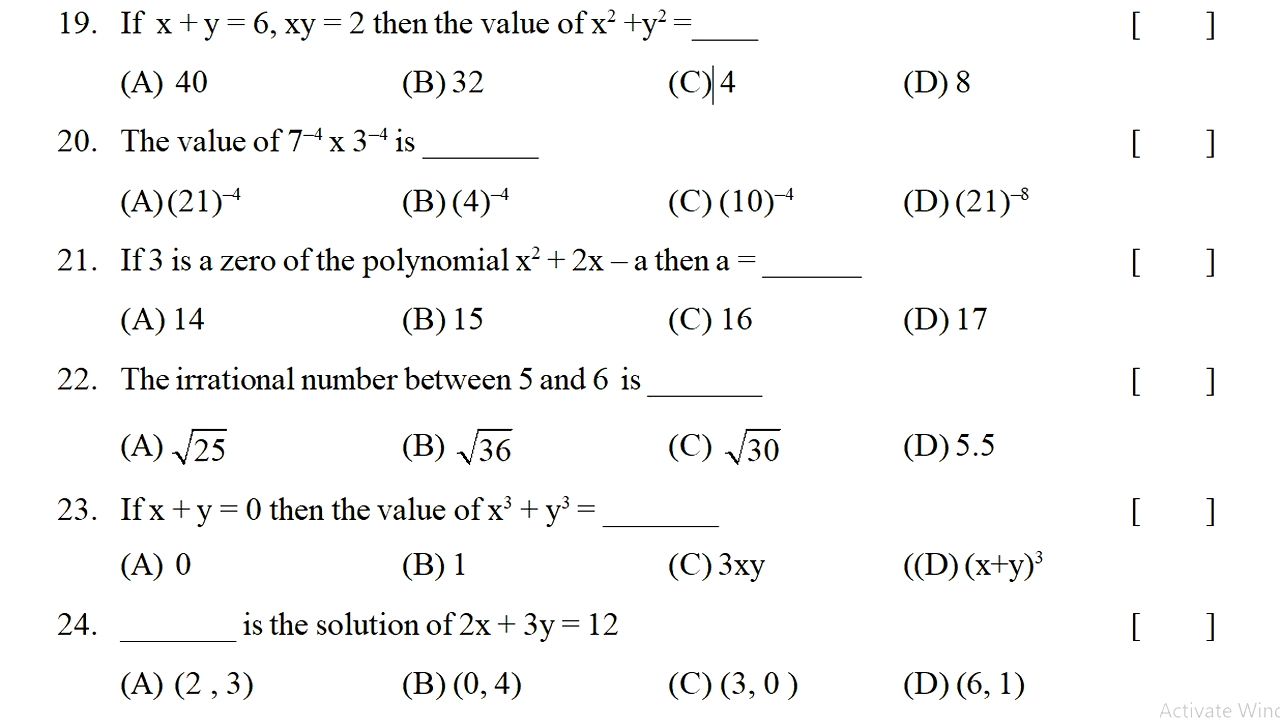 19. If x + y = 6, xy = 2 then the value of x² +y² =____ [ ]
(A) 40 (B) 32 (C) 4 (D) 8
20. The value of 7⁻⁴ x 3⁻⁴ is _______ [ ]
(A) (21)⁻⁴ (B) (4)⁻⁴ (C) (10)⁻⁴ (D) (21)⁻⁸
21. If 3 is a zero of the polynomial x² + 2x – a then a = ______ [ ]
(A) 14 (B) 15 (C) 16 (D) 17
22. The irrational number between 5 and 6 is _______ [ ]
(A) √25 (B) √36 (C) √30 (D) 5.5
23. If x + y = 0 then the value of x³ + y³ = _______ [ ]
(A) 0 (B) 1 (C) 3xy ((D) (x+y)³
24. _______ is the solution of 2x + 3y = 12 [ ]
(A) (2 , 3) (B) (0, 4) (C) (3, 0 ) (D) (6, 1)
Activate Wind